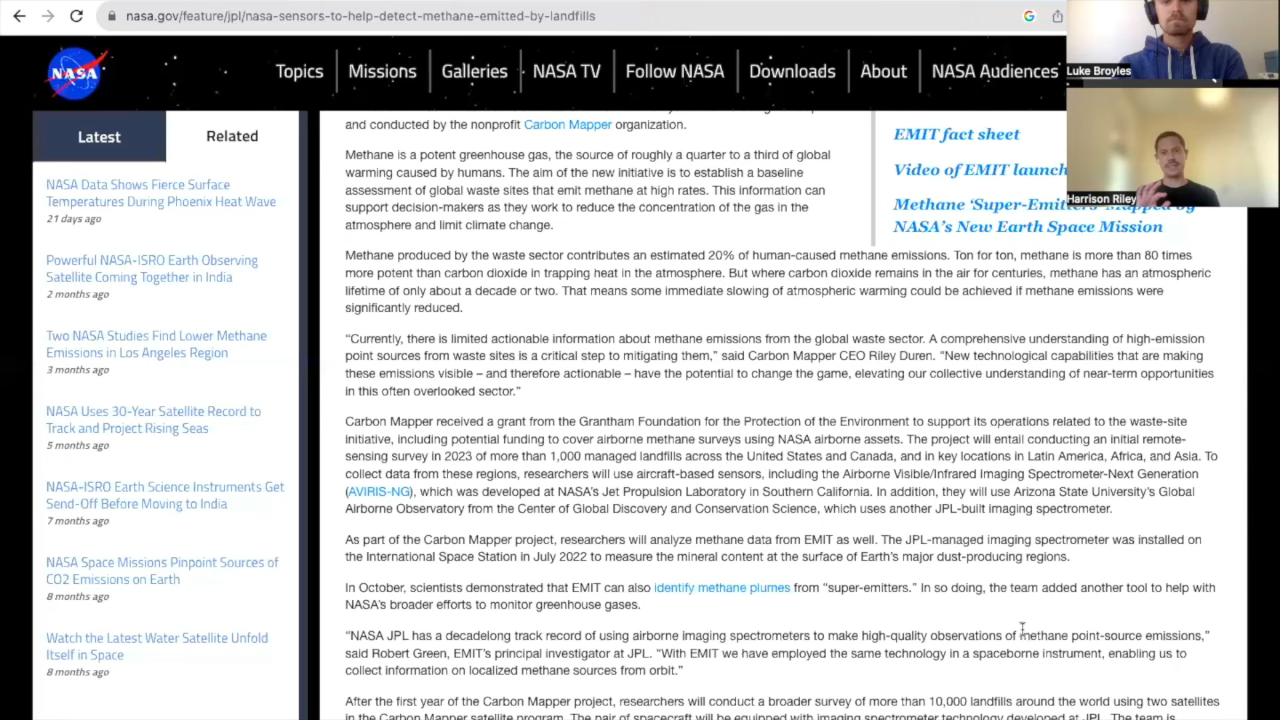 nasa.gov/feature/jpl/nasa-sensors-to-help-detect-methane-emitted-by-landfills
NASA
Topics
Missions
Galleries
NASA TV
Follow NASA
Downloads
About
NASA Audiences
Luke Broyles
Harrison Riley
Latest
Related
NASA Data Shows Fierce Surface
Temperatures During Phoenix Heat Wave
21 days ago
Powerful NASA-ISRO Earth Observing
Satellite Coming Together in India
2 months ago
Two NASA Studies Find Lower Methane
Emissions in Los Angeles Region
3 months ago
NASA Uses 30-Year Satellite Record to
Track and Project Rising Seas
5 months ago
NASA-ISRO Earth Science Instruments Get
Send-Off Before Moving to India
7 months ago
NASA Space Missions Pinpoint Sources of
CO2 Emissions on Earth
8 months ago
Watch the Latest Water Satellite Unfold
Itself in Space
8 months ago
and conducted by the nonprofit Carbon Mapper organization.
Methane is a potent greenhouse gas, the source of roughly a quarter to a third of global
warming caused by humans. The aim of the new initiative is to establish a baseline
assessment of global waste sites that emit methane at high rates. This information can
support decision-makers as they work to reduce the concentration of the gas in the
atmosphere and limit climate change.
EMIT fact sheet
Video of EMIT launch
Methane ‘Super-Emitters’ Mapped by
NASA’s New Earth Space Mission
Methane produced by the waste sector contributes an estimated 20% of human-caused methane emissions. Ton for ton, methane is more than 80 times
more potent than carbon dioxide in trapping heat in the atmosphere. But where carbon dioxide remains in the air for centuries, methane has an atmospheric
lifetime of only about a decade or two. That means some immediate slowing of atmospheric warming could be achieved if methane emissions were
significantly reduced.
“Currently, there is limited actionable information about methane emissions from the global waste sector. A comprehensive understanding of high-emission
point sources from waste sites is a critical step to mitigating them,” said Carbon Mapper CEO Riley Duren. “New technological capabilities that are making
these emissions visible – and therefore actionable – have the potential to change the game, elevating our collective understanding of near-term opportunities
in this often overlooked sector.”
Carbon Mapper received a grant from the Grantham Foundation for the Protection of the Environment to support its operations related to the waste-site
initiative, including potential funding to cover airborne methane surveys using NASA airborne assets. The project will entail conducting an initial remote-
sensing survey in 2023 of more than 1,000 managed landfills across the United States and Canada, and in key locations in Latin America, Africa, and Asia. To
collect data from these regions, researchers will use aircraft-based sensors, including the Airborne Visible/Infrared Imaging Spectrometer-Next Generation
(AVIRIS-NG), which was developed at NASA’s Jet Propulsion Laboratory in Southern California. In addition, they will use Arizona State University’s Global
Airborne Observatory from the Center of Global Discovery and Conservation Science, which uses another JPL-built imaging spectrometer.
As part of the Carbon Mapper project, researchers will analyze methane data from EMIT as well. The JPL-managed imaging spectrometer was installed on
the International Space Station in July 2022 to measure the mineral content at the surface of Earth’s major dust-producing regions.
In October, scientists demonstrated that EMIT can also identify methane plumes from “super-emitters.” In so doing, the team added another tool to help with
NASA’s broader efforts to monitor greenhouse gases.
“NASA JPL has a decadelong track record of using airborne imaging spectrometers to make high-quality observations of methane point-source emissions,”
said Robert Green, EMIT’s principal investigator at JPL. “With EMIT we have employed the same technology in a spaceborne instrument, enabling us to
collect information on localized methane sources from orbit.”
After the first year of the Carbon Mapper project, researchers will conduct a broader survey of more than 10,000 landfills around the world using two satellites
in the Carbon Mapper satellite program. The pair of spacecraft will be equipped with imaging spectrometer technology developed at JPL. The team is